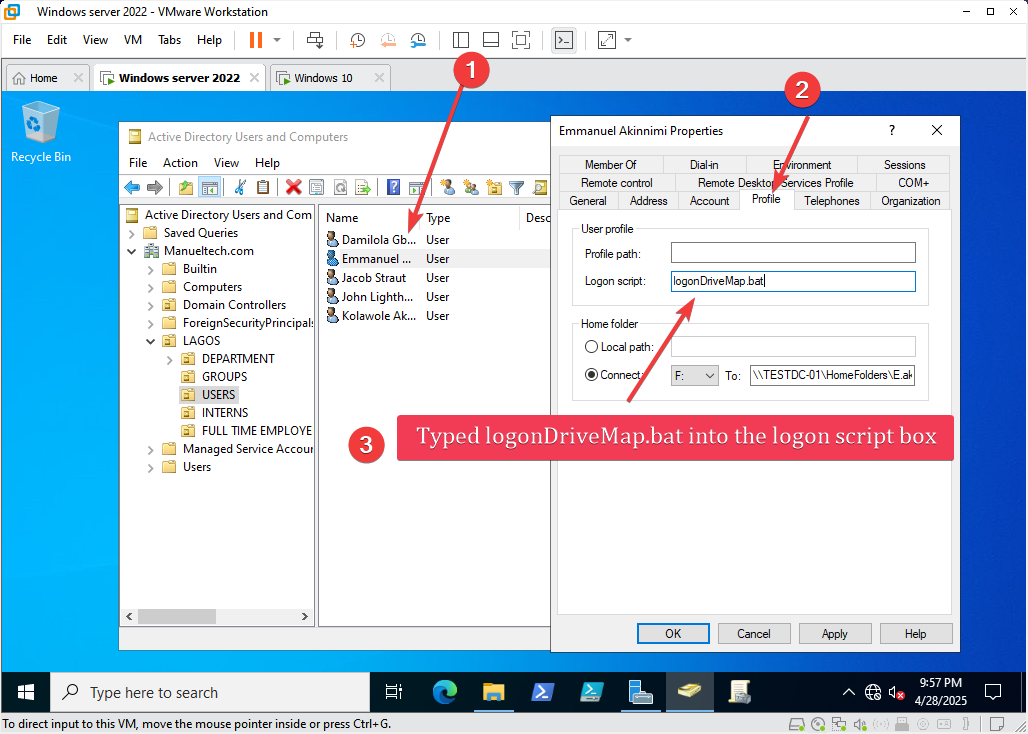 Windows server 2022 - VMware Workstation
File Edit View VM Tabs Help
Home Windows server 2022 Windows 10
1
2
Recycle Bin
Active Directory Users and Computers
File Action View Help
Active Directory Users and Com
Saved Queries
Manueltech.com
Builtin
Computers
Domain Controllers
ForeignSecurityPrincipals
LAGOS
DEPARTMENT
GROUPS
USERS
INTERNS
FULL TIME EMPLOYE
Managed Service Accour
Users
Name Type Desc
Damilola Gb... User
Emmanuel ... User
Jacob Straut User
John Lighth... User
Kolawole Ak... User
Emmanuel Akinnimi Properties
Member Of Dial-in Environment Sessions
Remote control Remote Desktop Services Profile COM+
General Address Account Profile Telephones Organization
User profile
Profile path:
Logon script: logonDriveMap.bat
Home folder
Local path:
Connect: F: To: \\TESTDC-01\HomeFolders\E.ak
3
Typed logonDriveMap.bat into the logon script box
OK Cancel Apply Help
Type here to search
9:57 PM
4/28/2025
To direct input to this VM, move the mouse pointer inside or press Ctrl+G.